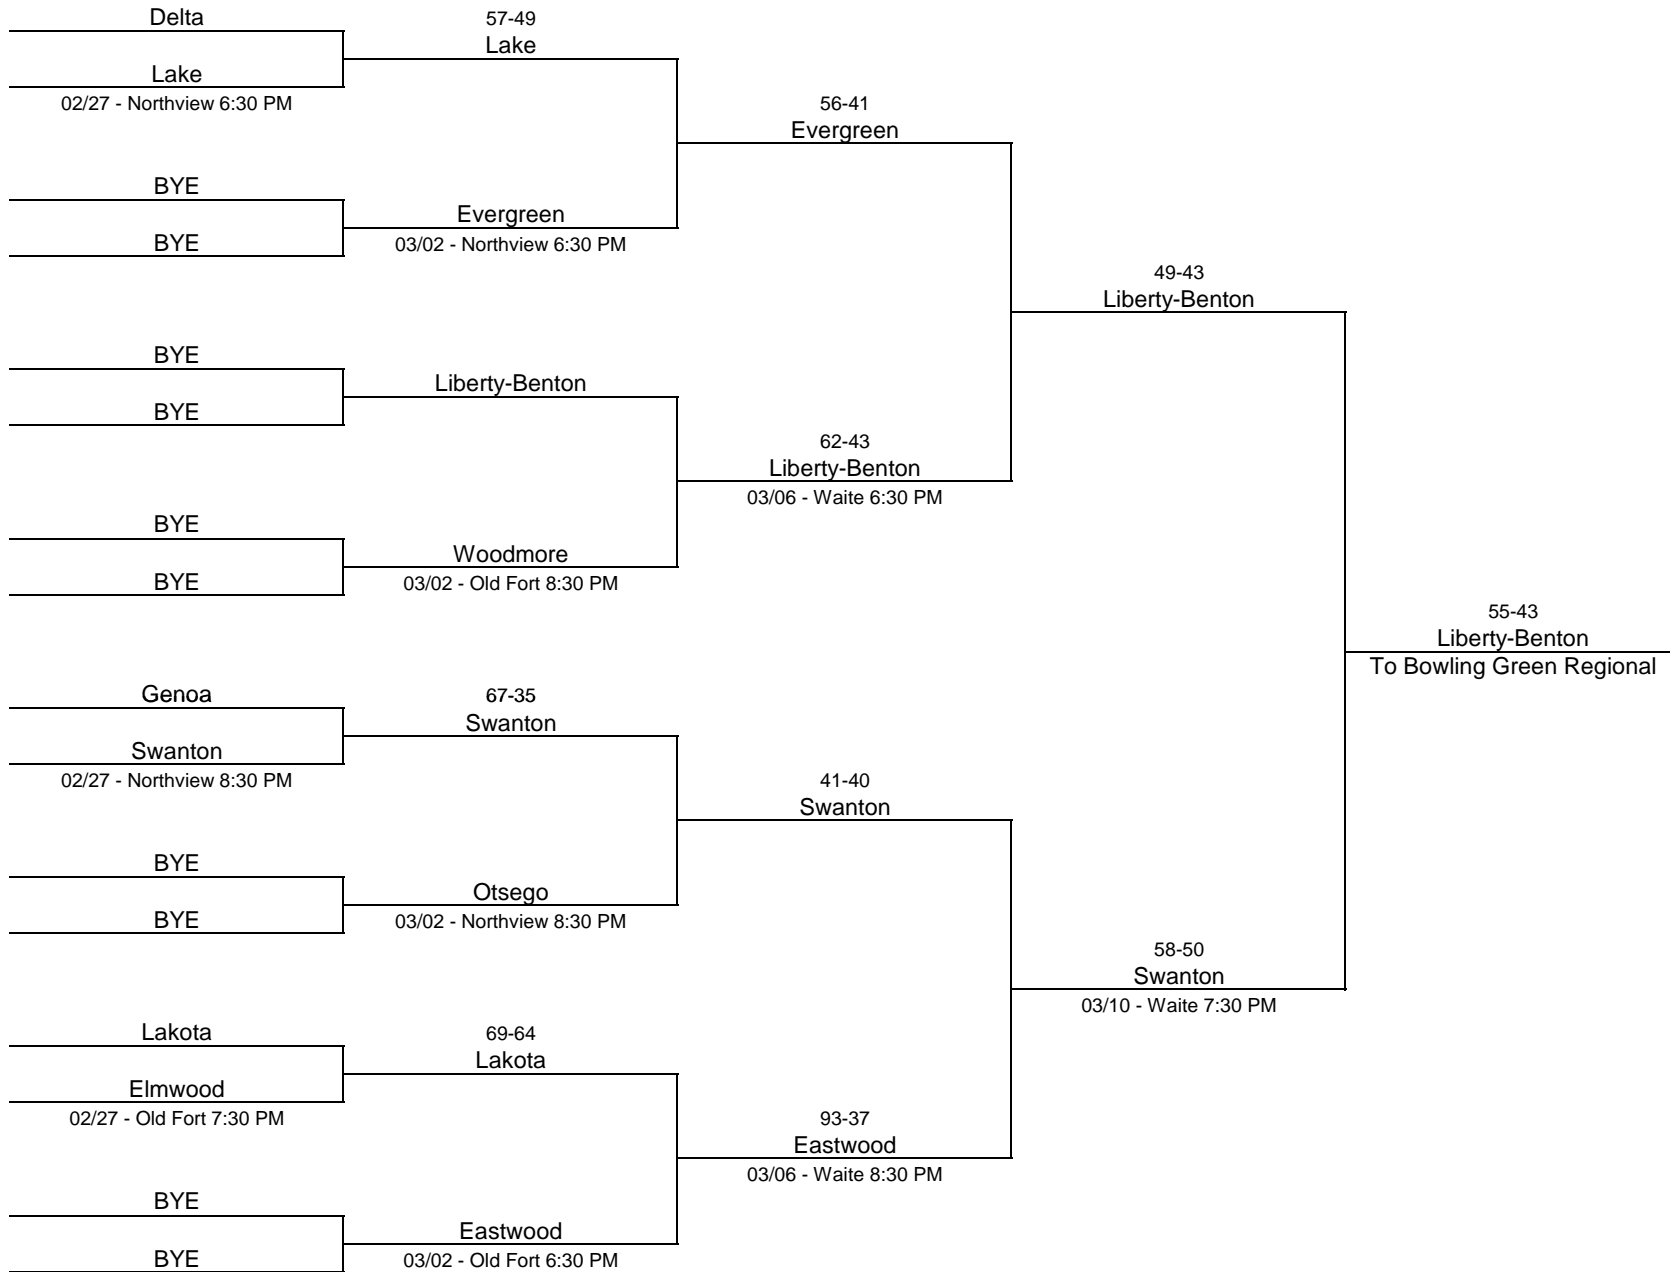 Delta
Lake
02/27 - Northview 6:30 PM
BYE
BYE
BYE
BYE
BYE
BYE
Genoa
Swanton
02/27 - Northview 8:30 PM
BYE
BYE
Lakota
Elmwood
02/27 - Old Fort 7:30 PM
BYE
BYE
57-49
Lake
Evergreen
03/02 - Northview 6:30 PM
Liberty-Benton
Woodmore
03/02 - Old Fort 8:30 PM
67-35
Swanton
Otsego
03/02 - Northview 8:30 PM
69-64
Lakota
Eastwood
03/02 - Old Fort 6:30 PM
56-41
Evergreen
62-43
Liberty-Benton
03/06 - Waite 6:30 PM
41-40
Swanton
93-37
Eastwood
03/06 - Waite 8:30 PM
49-43
Liberty-Benton
58-50
Swanton
03/10 - Waite 7:30 PM
55-43
Liberty-Benton
To Bowling Green Regional